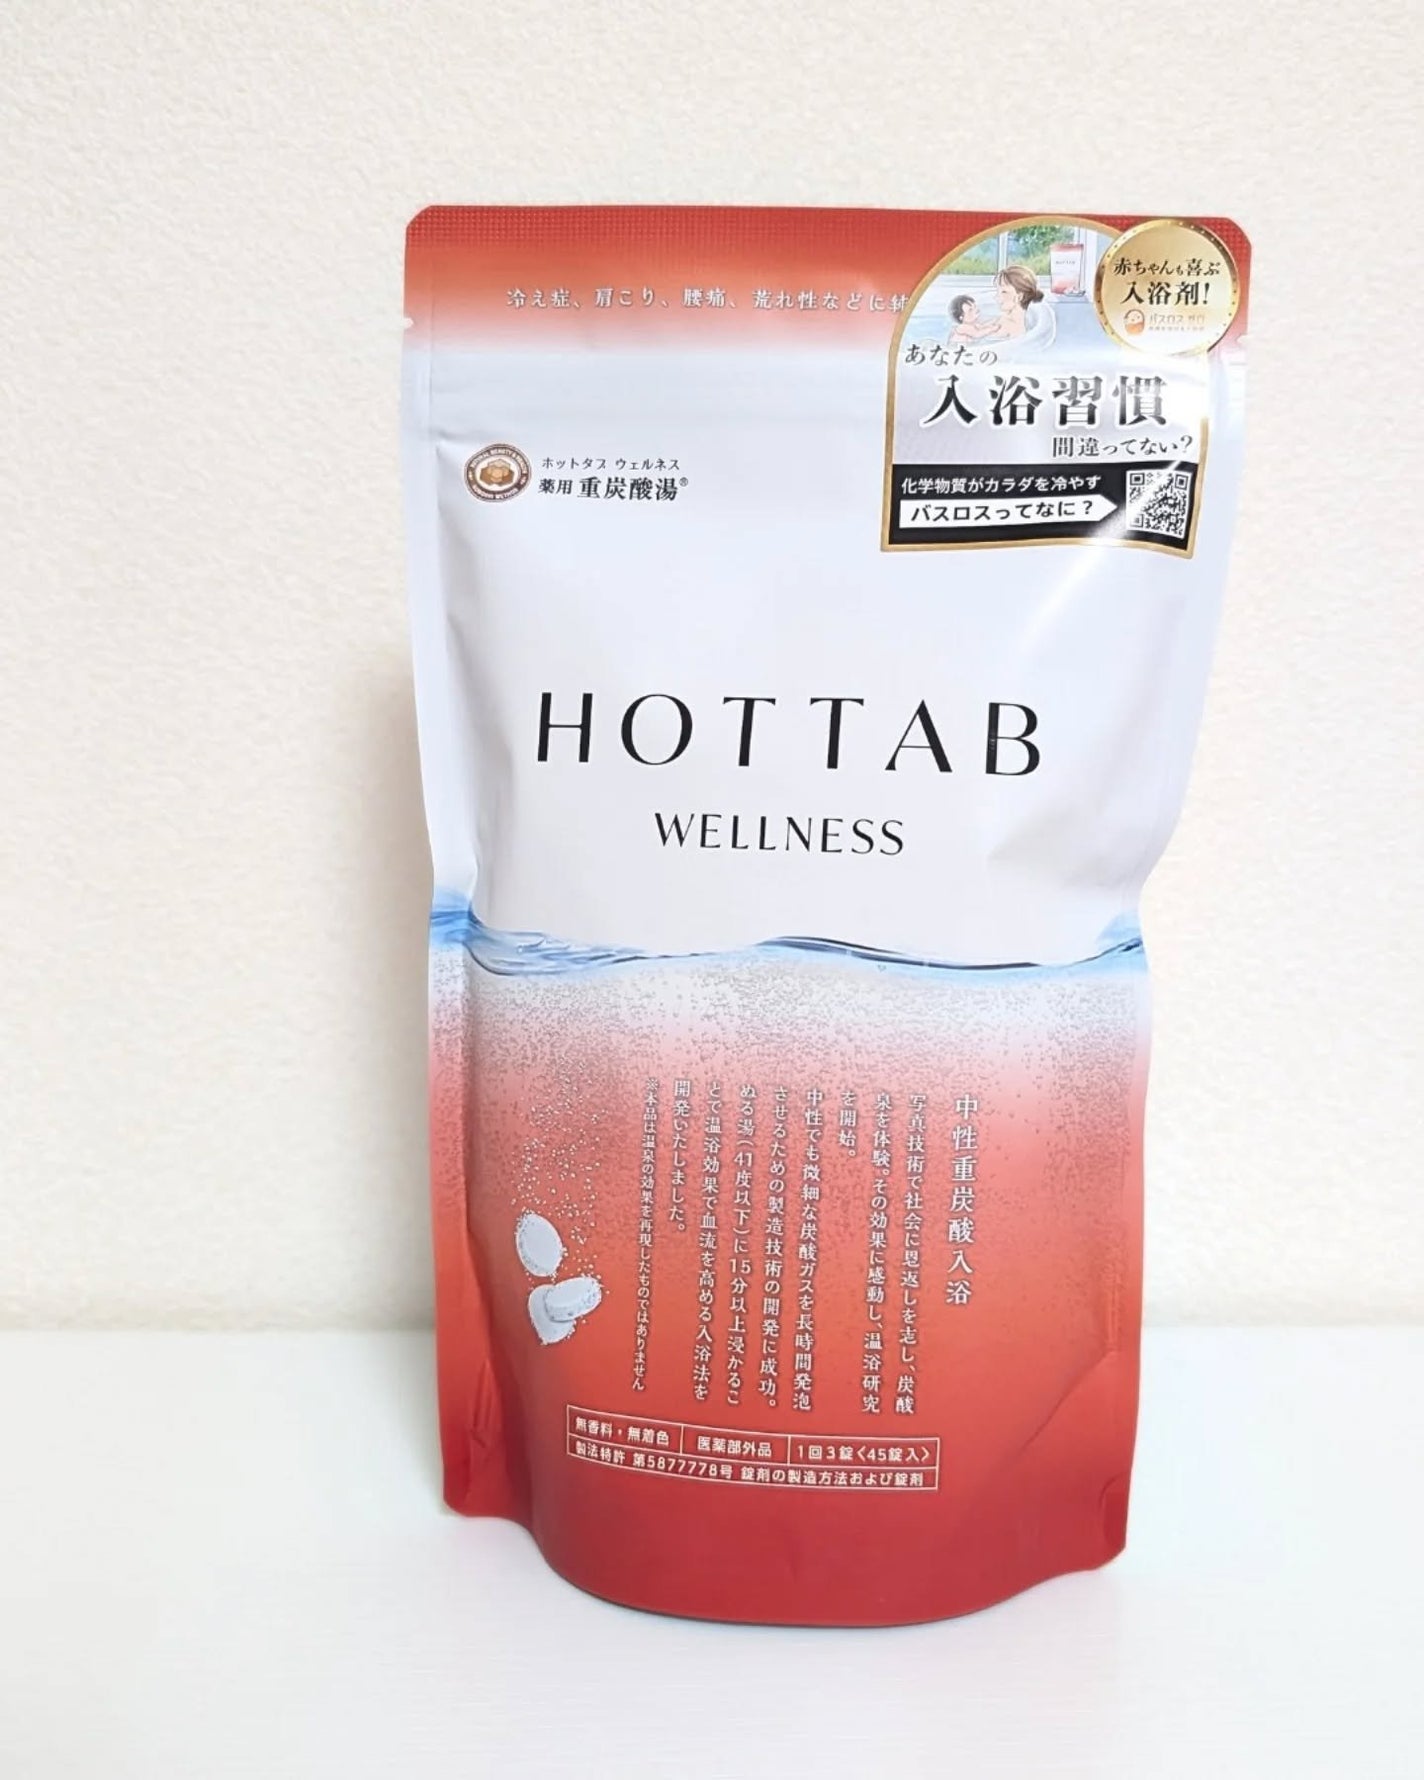 冷え症、肩こり、腰痛、荒れ性などに
赤ちゃんも喜ぶ
入浴剤!
バスロス ゼロ
あなたの
入浴習慣
間違ってない?
化学物質がカラダを冷やす
バスロスってなに?
ホットタブ ウェルネス
薬用 重炭酸湯®
HOT TAB
WELLNESS
中性重炭酸入浴
写真技術で社会に恩返しを志し、炭酸
泉を体験。その効果に感動し、温浴研究
を開始。
中性でも微細な炭酸ガスを長時間発泡
させるための製造技術の開発に成功。
ぬる湯(41度以下)に15分以上浸かるこ
とで温浴効果で血流を高める入浴法を
開発いたしました。
※本品は温泉の効果を再現したものではありません
無香料・無着色 医薬部外品 1回3錠<45錠入>
製法特許 第5877778号 錠剤の製造方法および錠剤